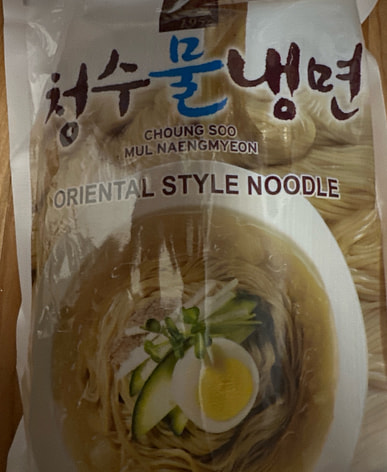 청수물냉면
CHOUNG SOO
MUL NAENGMYEON
ORIENTAL STYLE NOODLE